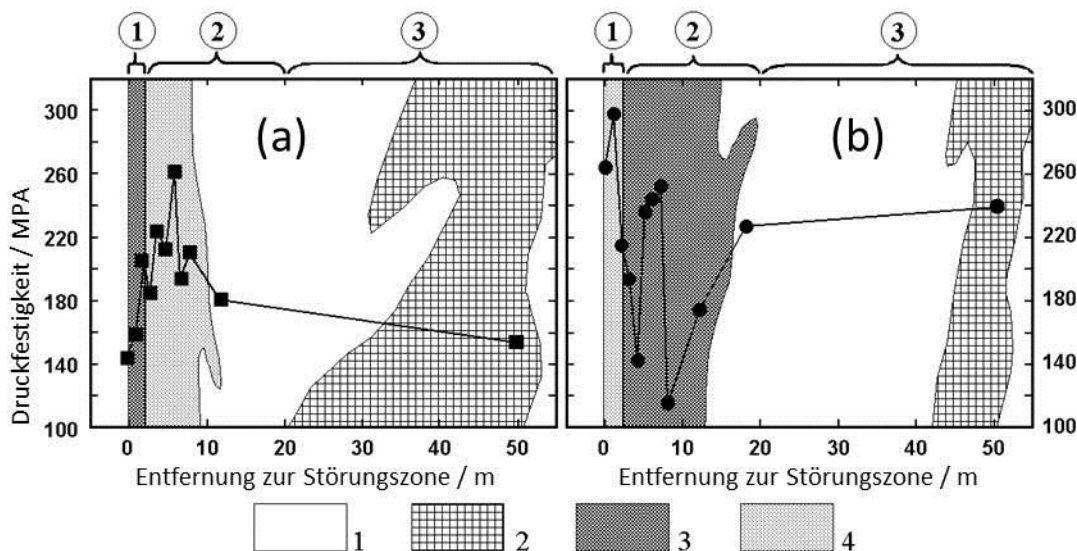 1 2 3 1 2 3
(a) (b)
320
300 300
260 260
220 220
180 180
140 140
100 100
Druckfestigkeit / MPA
0 10 20 30 40 50 0 10 20 30 40 50
Entfernung zur Störungszone / m Entfernung zur Störungszone / m
1 2 3 4